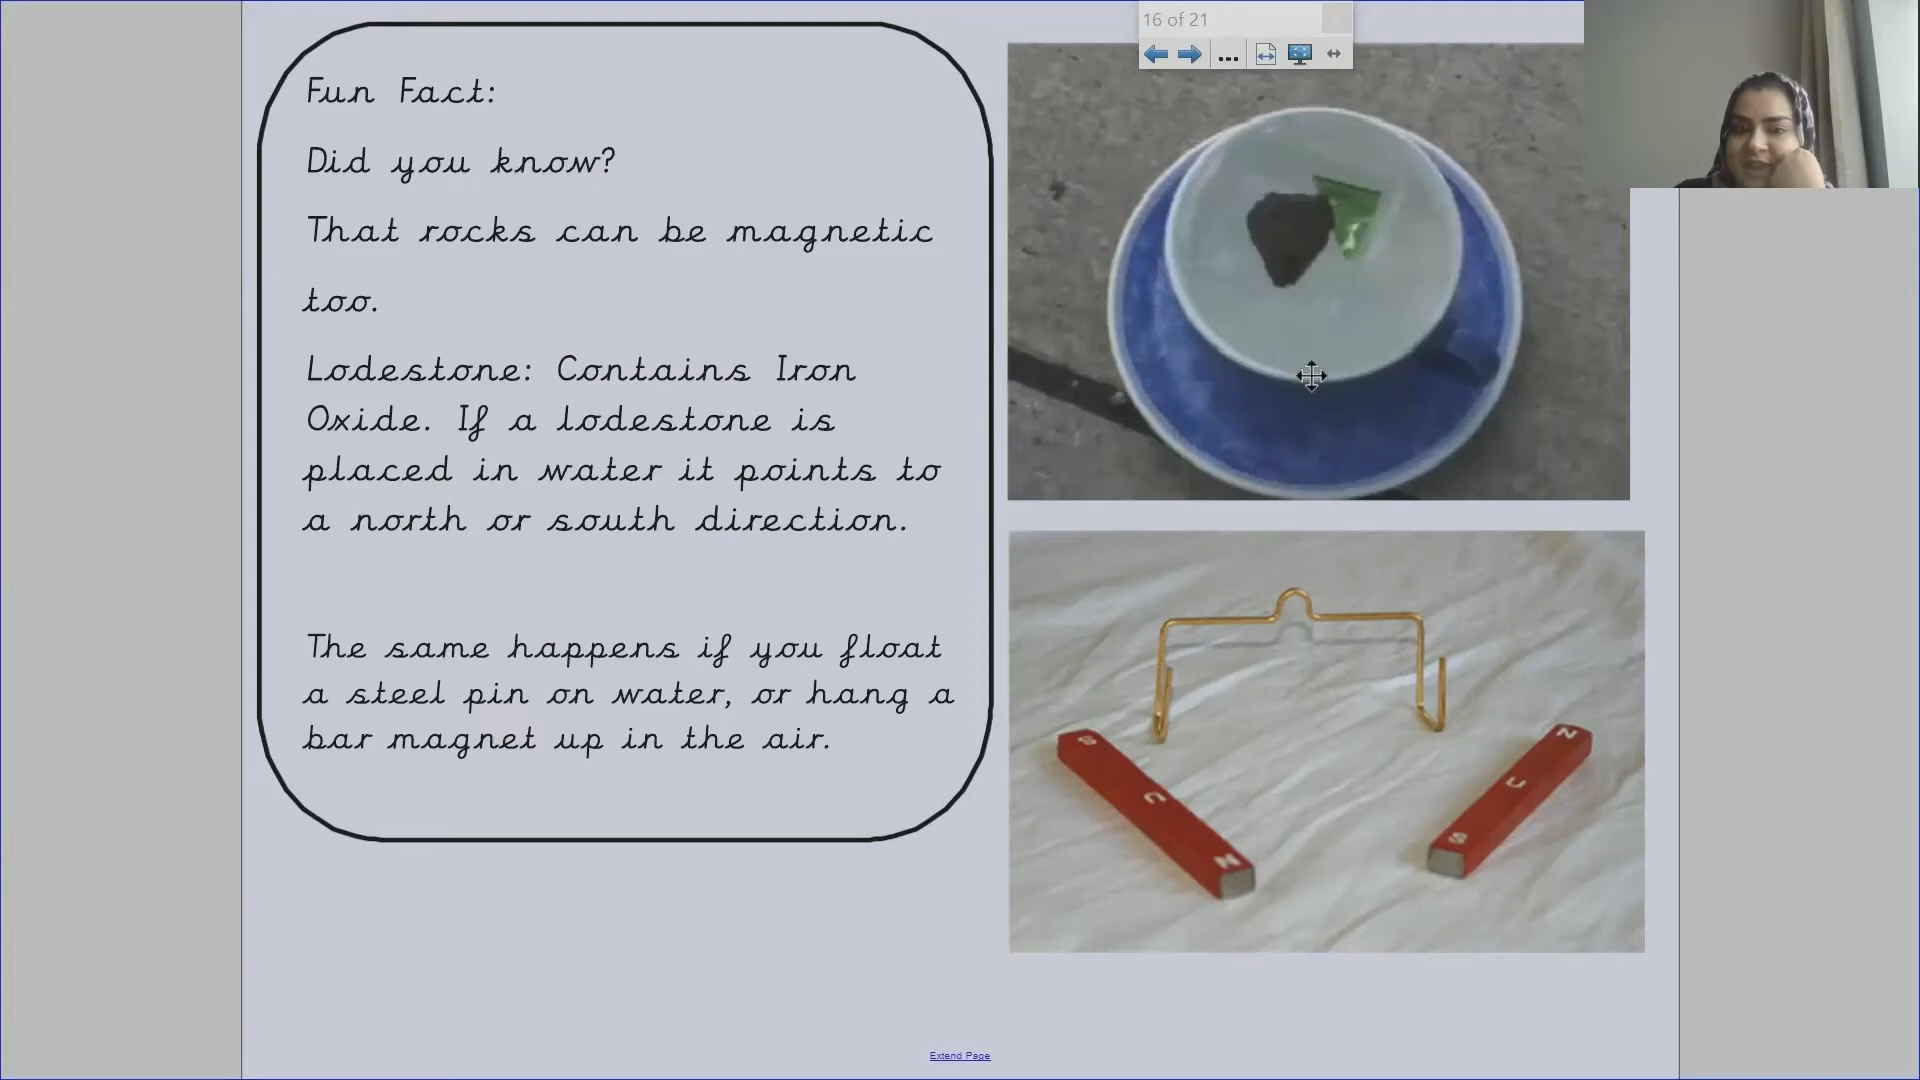 16 of 21
Fun Fact:
Did you know?
That rocks can be magnetic
too.
Lodestone: Contains Iron
Oxide. If a lodestone is
placed in water it points to
a north or south direction.
The same happens if you float
a steel pin on water, or hang a
bar magnet up in the air.
S
N
N
S
Extend Page